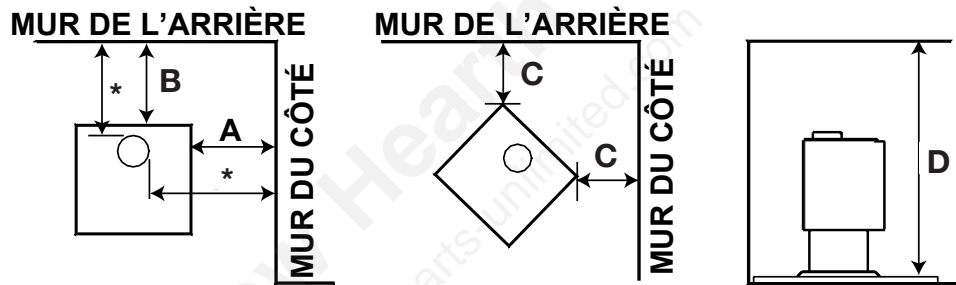 MUR DE L'ARRIÈRE
* B
A
*
MUR DU CÔTÉ
MUR DE L'ARRIÈRE
C
C
MUR DU CÔTÉ
D